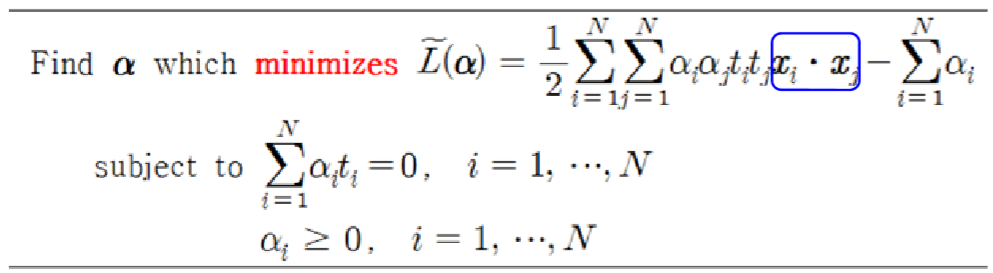 Find α which minimizes L̃(α) = 1/2 ∑_{i=1}^{N} ∑_{j=1}^{N} α_i α_j t_i t_j x_i · x_j − ∑_{i=1}^{N} α_i
subject to ∑_{i=1}^{N} α_i t_i = 0, i = 1, ⋯, N
α_i ≥ 0, i = 1, ⋯, N